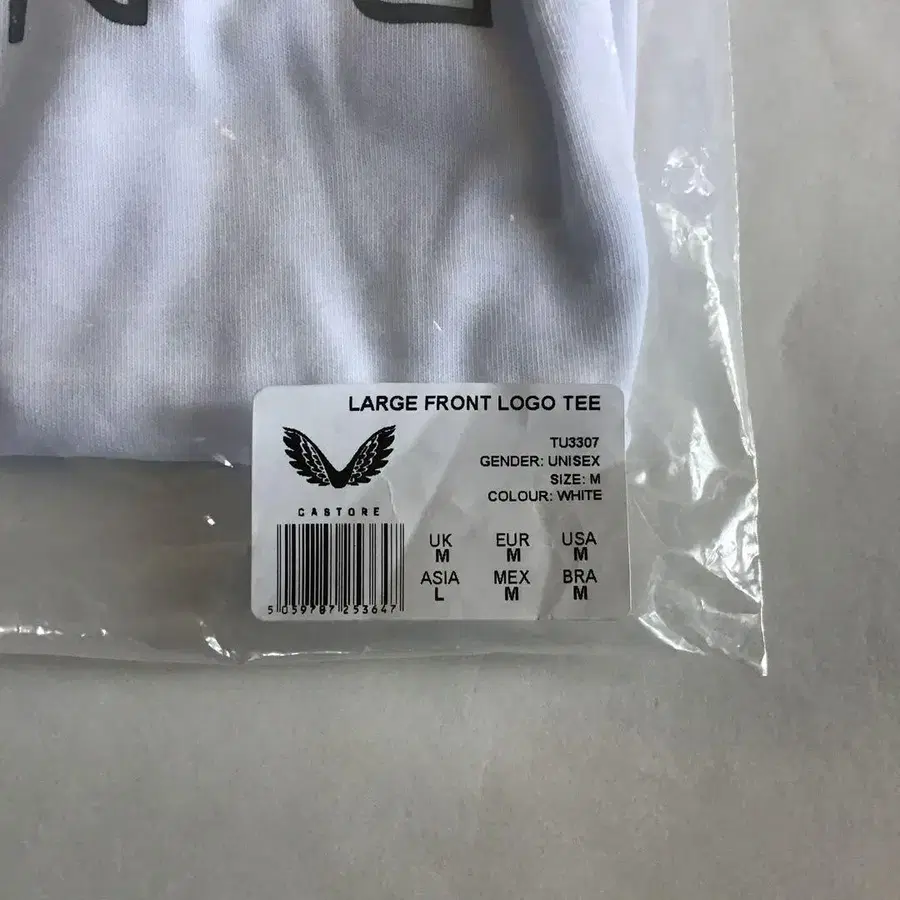 LARGE FRONT LOGO TEE
TU3307
GENDER: UNISEX
SIZE: M
COLOUR: WHITE
CASTORE
UK EUR USA
M M M
ASIA MEX BRA
L M M
5 059787 253647